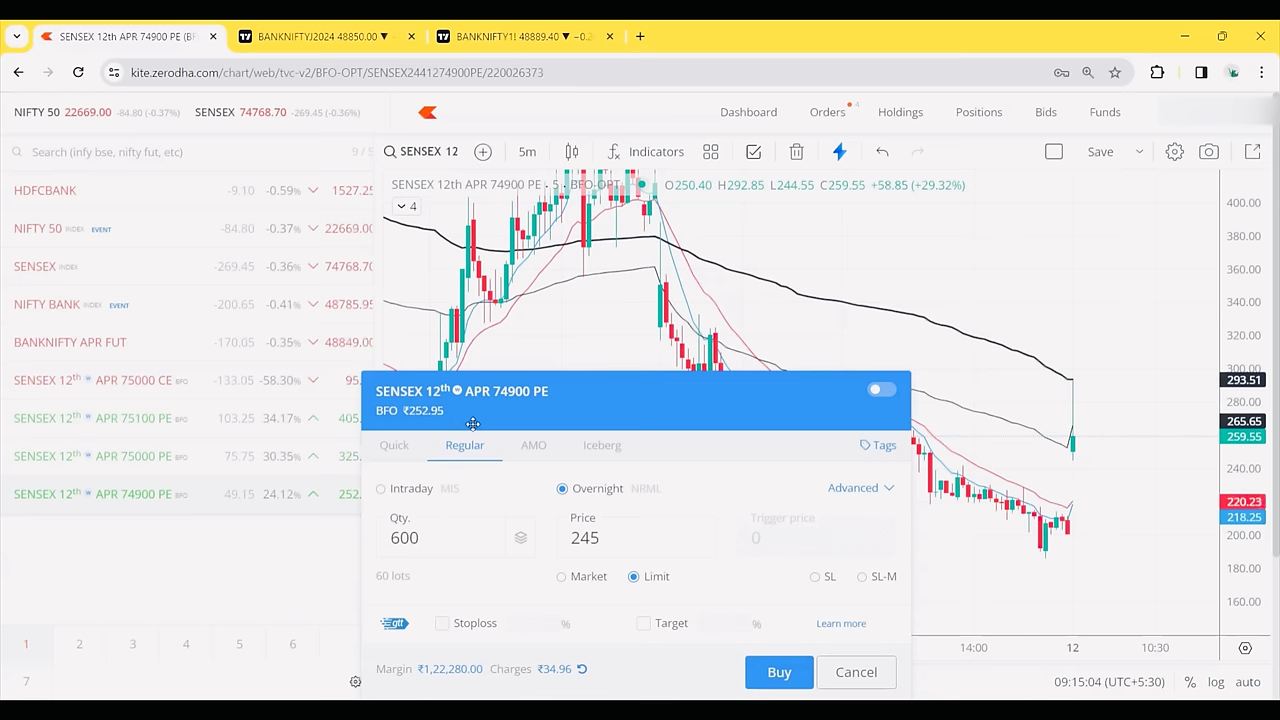 SENSEX 12th APR 74900 PE (BF
BANKNIFTYJ2024 48850.00 ▼ -
BANKNIFTY1! 48889.40 ▼ −0.2
kite.zerodha.com/chart/web/tvc-v2/BFO-OPT/SENSEX2441274900PE/220026373
NIFTY 50 22669.00 -84.80 (-0.37%) SENSEX 74768.70 -269.45 (-0.36%)
Dashboard Orders 4 Holdings Positions Bids Funds
Search (infy bse, nifty fut, etc) 9 / 5
SENSEX 12 5m Indicators Save
HDFCBANK -9.10 -0.59% 1527.25
NIFTY 50 INDEX EVENT -84.80 -0.37% 22669.00
SENSEX INDEX -269.45 -0.36% 74768.70
NIFTY BANK INDEX EVENT -200.65 -0.41% 48785.95
BANKNIFTY APR FUT -170.05 -0.35% 48849.00
SENSEX 12th W APR 75000 CE BFO -133.05 -58.30% 95.
SENSEX 12th W APR 75100 PE BFO 103.25 34.17% 405.
SENSEX 12th W APR 75000 PE BFO 75.75 30.35% 325.
SENSEX 12th W APR 74900 PE BFO 49.15 24.12% 252.
1 2 3 4 5 6
7
SENSEX 12th APR 74900 PE · 5 · BFO-OPT O250.40 H292.85 L244.55 C259.55 +58.85 (+29.32%)
4
400.00
380.00
360.00
340.00
320.00
300.00
293.51
280.00
265.65
259.55
240.00
220.23
218.25
200.00
180.00
160.00
SENSEX 12th W APR 74900 PE
BFO ₹252.95
Quick Regular AMO Iceberg Tags
Intraday MIS Overnight NRML Advanced
Qty. Price Trigger price
600 245 0
60 lots Market Limit SL SL-M
gtt Stoploss % Target % Learn more
Margin ₹1,22,280.00 Charges ₹34.96 Buy Cancel
14:00 12 10:30
09:15:04 (UTC+5:30) % log auto